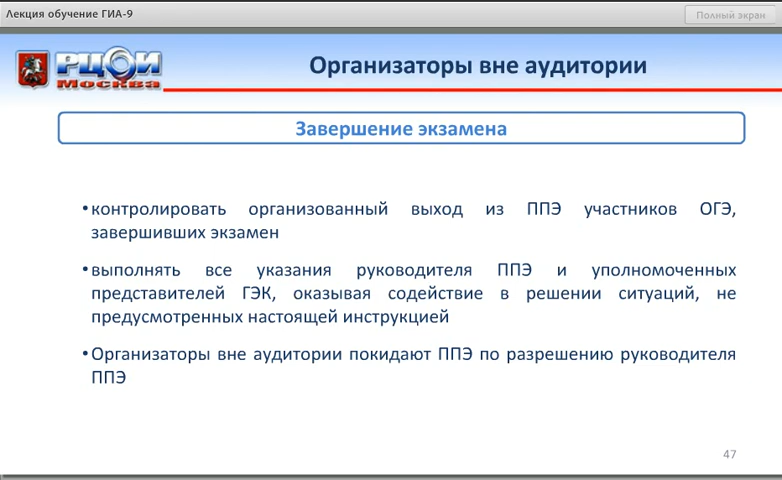 Лекция обучение ГИА-9
Полный экран
РЦОИ
Москва
Организаторы вне аудитории
Завершение экзамена
•контролировать организованный выход из ППЭ участников ОГЭ,
завершивших экзамен
•выполнять все указания руководителя ППЭ и уполномоченных
представителей ГЭК, оказывая содействие в решении ситуаций, не
предусмотренных настоящей инструкцией
•Организаторы вне аудитории покидают ППЭ по разрешению руководителя
ППЭ
47